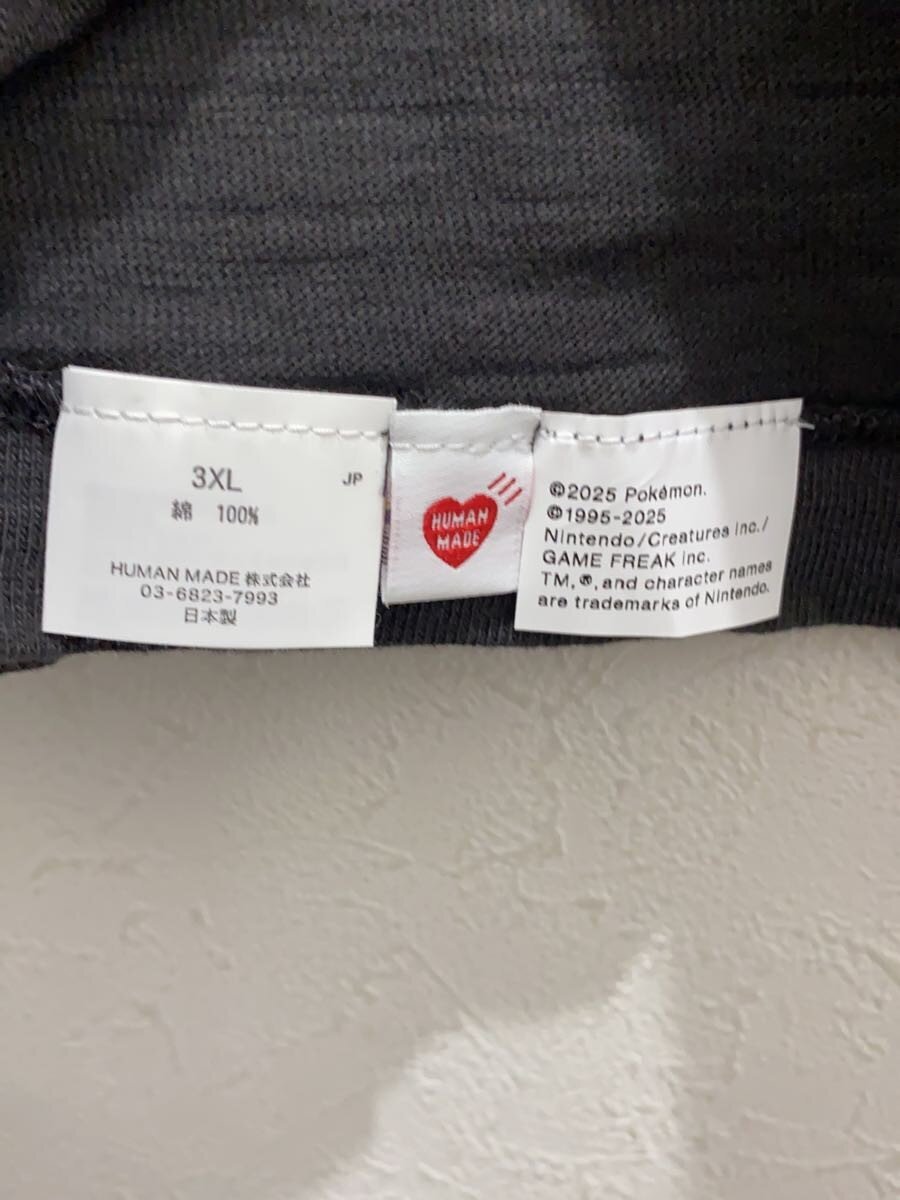 3XL JP
綿 100%
HUMAN MADE 株式会社
03-6823-7993
日本製
HUMAN
MADE
©2025 Pokémon.
©1995-2025
Nintendo/Creatures Inc./
GAME FREAK inc.
TM,®,and character names
are trademarks of Nintendo.